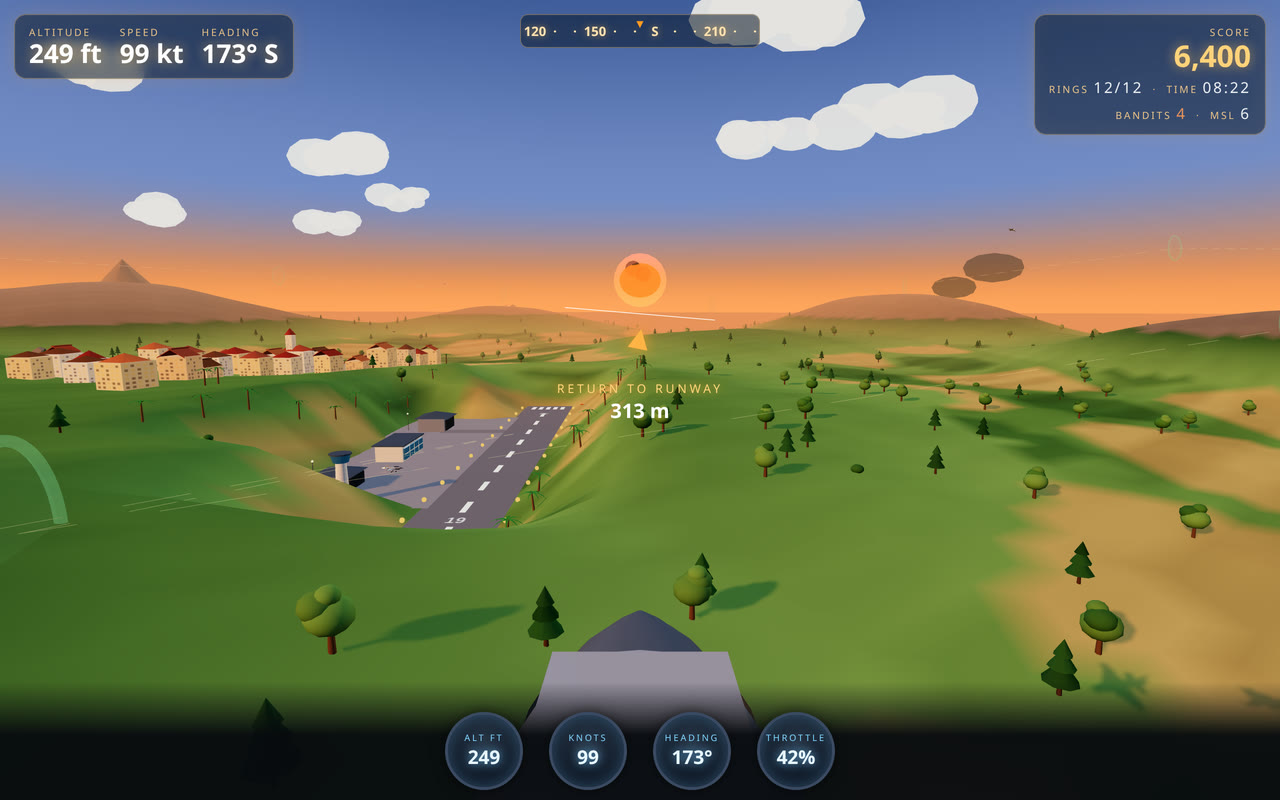 ALTITUDE SPEED HEADING
249 ft 99 kt 173° S
120 · · 150 · · S · · 210 · ·
SCORE
6,400
RINGS 12/12 · TIME 08:22
BANDITS 4 · MSL 6
RETURN TO RUNWAY
313 m
19
ALT FT
249
KNOTS
99
HEADING
173°
THROTTLE
42%